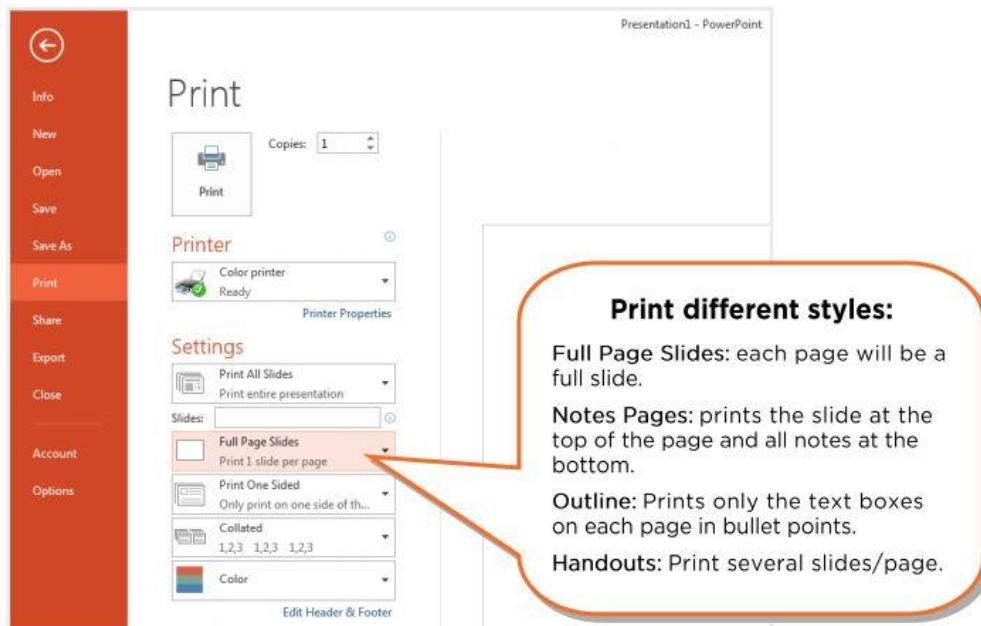 Presentation1 - PowerPoint
Info
New
Open
Save
Save As
Print
Share
Export
Close
Account
Options
Print
Copies: 1
Print
Printer
Color printer
Ready
Printer Properties
Settings
Print All Slides
Print entire presentation
Slides:
Full Page Slides
Print 1 slide per page
Print One Sided
Only print on one side of th...
Collated
1,2,3 1,2,3 1,2,3
Color
Edit Header & Footer
Print different styles:
Full Page Slides: each page will be a
full slide.
Notes Pages: prints the slide at the
top of the page and all notes at the
bottom.
Outline: Prints only the text boxes
on each page in bullet points.
Handouts: Print several slides/page.